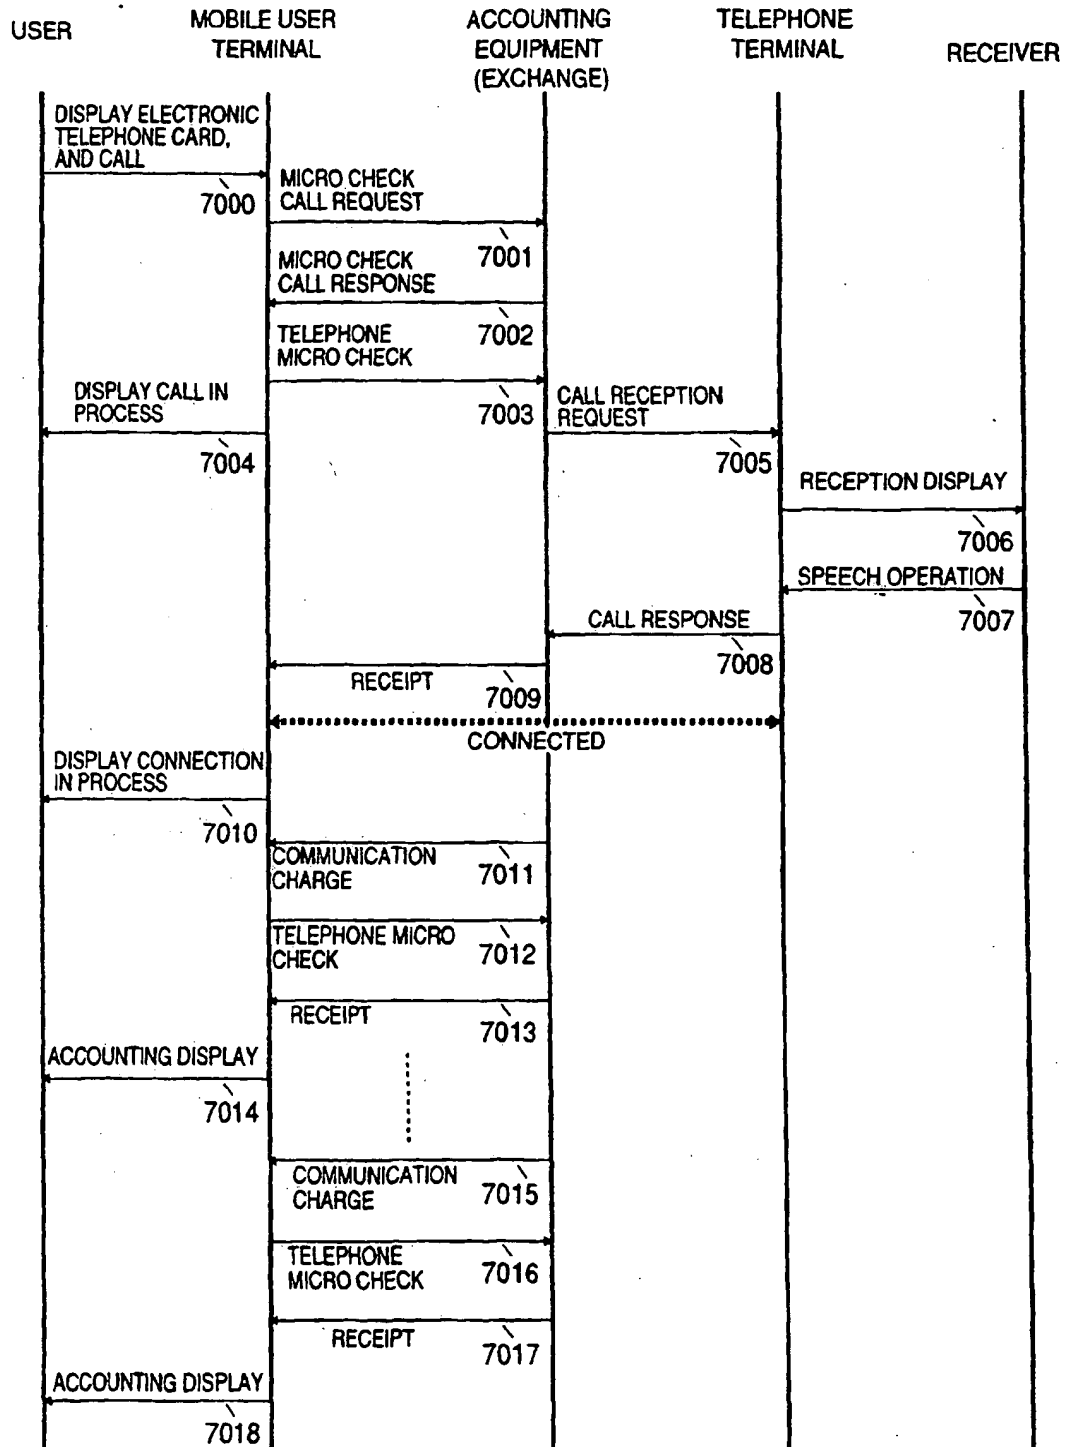 USER
MOBILE USER
TERMINAL
ACCOUNTING
EQUIPMENT
(EXCHANGE)
TELEPHONE
TERMINAL
RECEIVER
DISPLAY ELECTRONIC
TELEPHONE CARD,
AND CALL
7000
MICRO CHECK
CALL REQUEST
7001
MICRO CHECK
CALL RESPONSE
7002
TELEPHONE
MICRO CHECK
7003
DISPLAY CALL IN
PROCESS
7004
CALL RECEPTION
REQUEST
7005
RECEPTION DISPLAY
7006
SPEECH OPERATION
7007
CALL RESPONSE
7008
RECEIPT
7009
CONNECTED
DISPLAY CONNECTION
IN PROCESS
7010
COMMUNICATION
CHARGE
7011
TELEPHONE MICRO
CHECK
7012
RECEIPT
7013
ACCOUNTING DISPLAY
7014
COMMUNICATION
CHARGE
7015
TELEPHONE
MICRO CHECK
7016
RECEIPT
7017
ACCOUNTING DISPLAY
7018